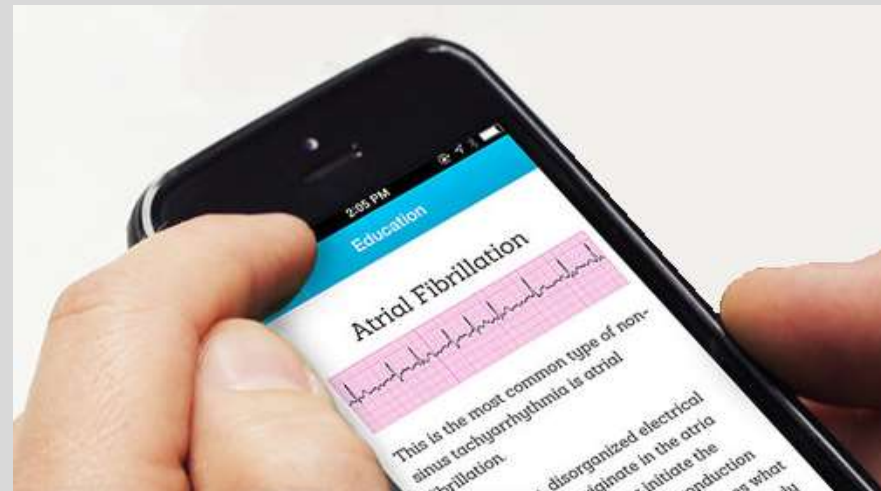 2:05 PM
Education
Atrial Fibrillation
This is the most common type of non-
sinus tachyarrhythmia is atrial
fibrillation.
disorganized electrical
originate in the atria
initiate the
conduction
what